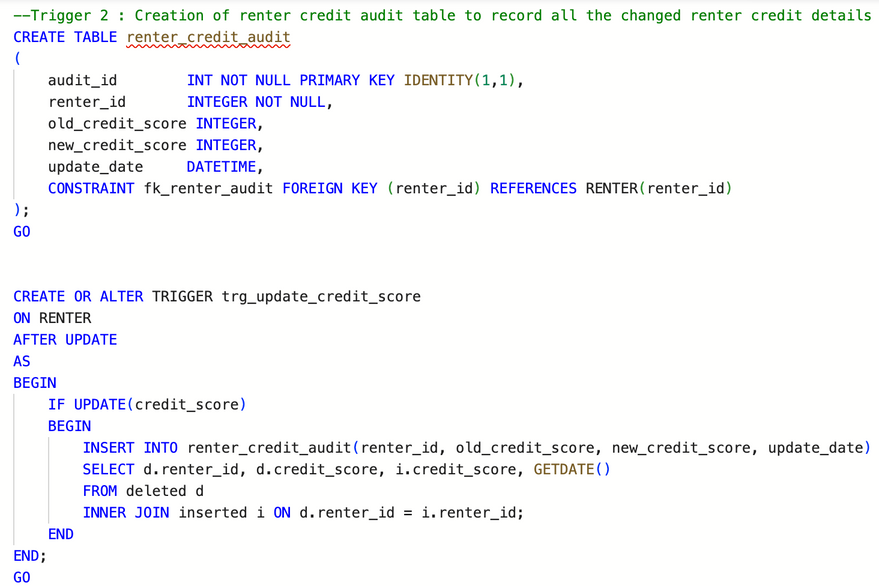 --Trigger 2 : Creation of renter credit audit table to record all the changed renter credit details
CREATE TABLE renter_credit_audit
(
    audit_id        INT NOT NULL PRIMARY KEY IDENTITY(1,1),
    renter_id       INTEGER NOT NULL,
    old_credit_score INTEGER,
    new_credit_score INTEGER,
    update_date     DATETIME,
    CONSTRAINT fk_renter_audit FOREIGN KEY (renter_id) REFERENCES RENTER(renter_id)
);
GO
CREATE OR ALTER TRIGGER trg_update_credit_score
ON RENTER
AFTER UPDATE
AS
BEGIN
    IF UPDATE(credit_score)
    BEGIN
        INSERT INTO renter_credit_audit(renter_id, old_credit_score, new_credit_score, update_date)
        SELECT d.renter_id, d.credit_score, i.credit_score, GETDATE()
        FROM deleted d
        INNER JOIN inserted i ON d.renter_id = i.renter_id;
    END
END;
GO